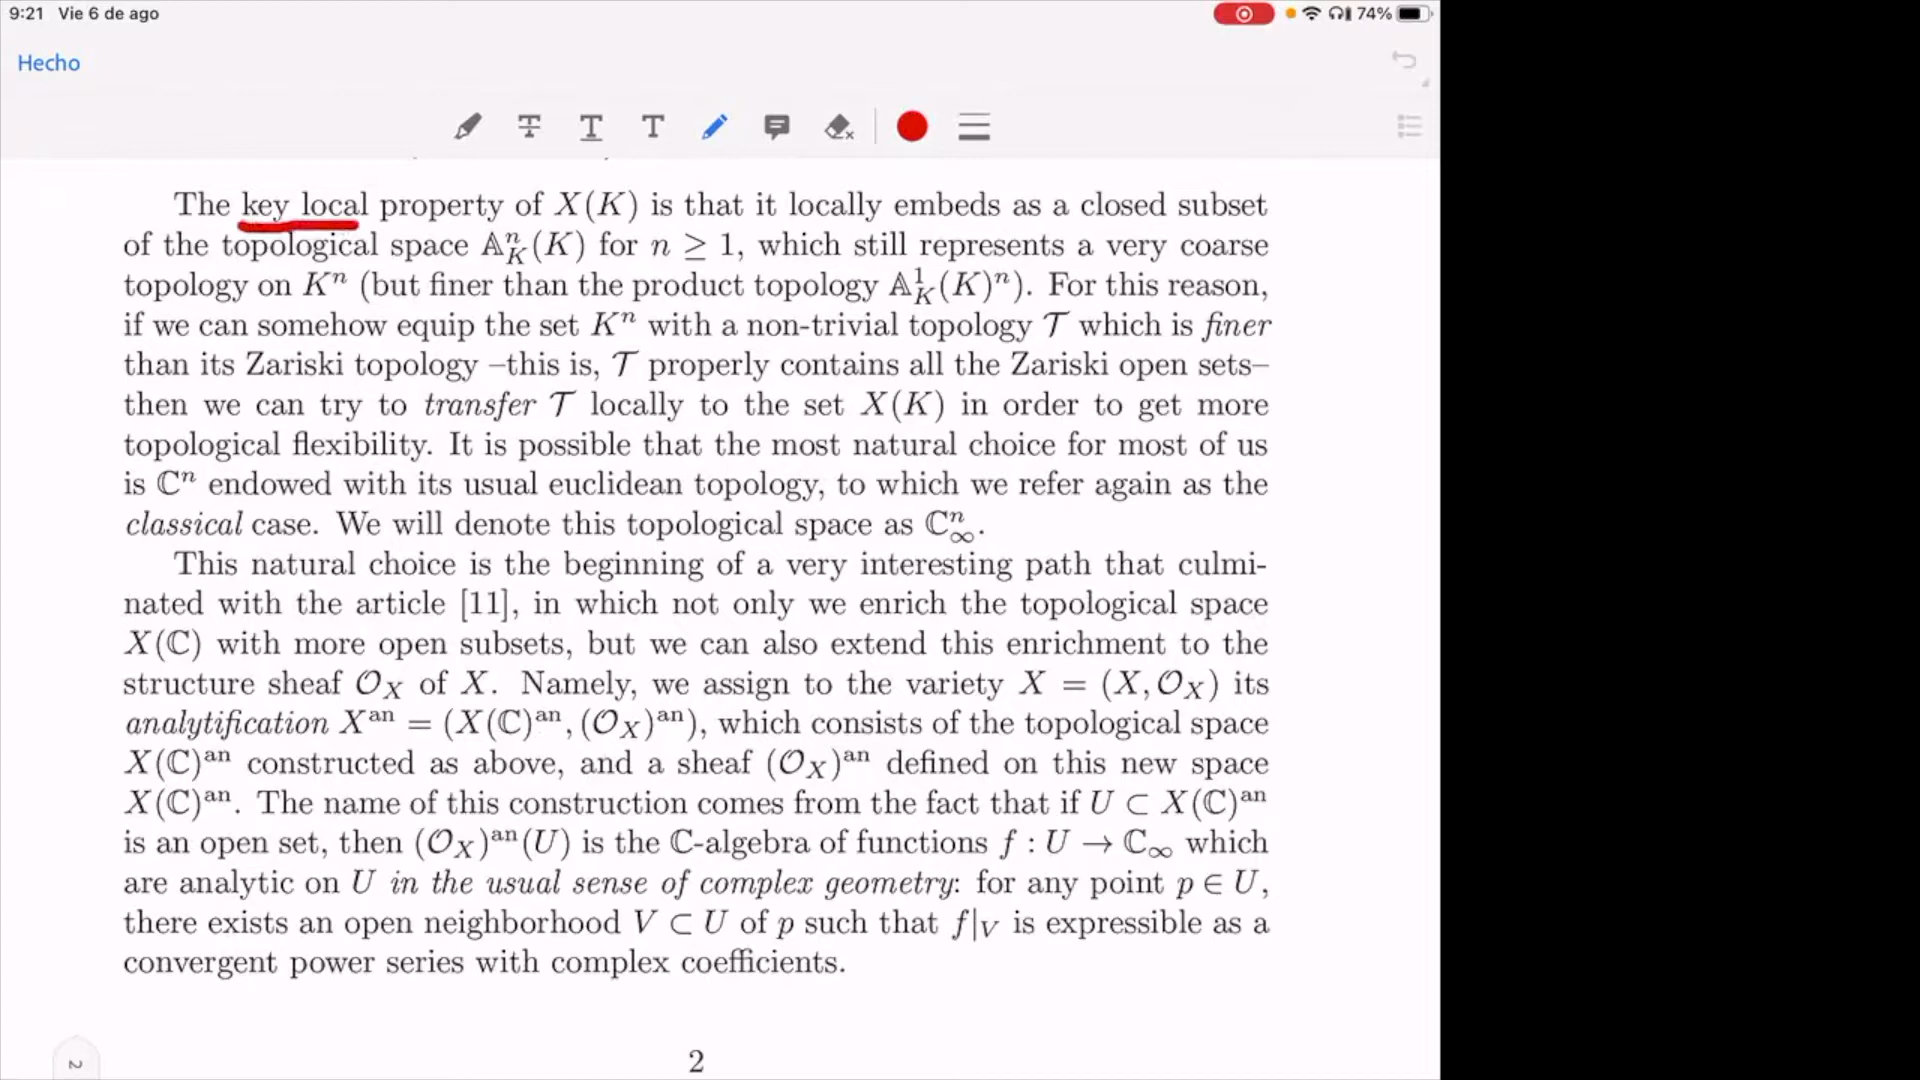 9:21 Vie 6 de ago 74%
Hecho
The key local property of X(K) is that it locally embeds as a closed subset
of the topological space 𝔸ⁿ_K(K) for n ≥ 1, which still represents a very coarse
topology on Kⁿ (but finer than the product topology 𝔸¹_K(K)ⁿ). For this reason,
if we can somehow equip the set Kⁿ with a non-trivial topology 𝒯 which is finer
than its Zariski topology –this is, 𝒯 properly contains all the Zariski open sets–
then we can try to transfer 𝒯 locally to the set X(K) in order to get more
topological flexibility. It is possible that the most natural choice for most of us
is ℂⁿ endowed with its usual euclidean topology, to which we refer again as the
classical case. We will denote this topological space as ℂⁿ_∞.
This natural choice is the beginning of a very interesting path that culmi-
nated with the article [11], in which not only we enrich the topological space
X(ℂ) with more open subsets, but we can also extend this enrichment to the
structure sheaf 𝒪_X of X. Namely, we assign to the variety X = (X, 𝒪_X) its
analytification X^an = (X(ℂ)^an, (𝒪_X)^an), which consists of the topological space
X(ℂ)^an constructed as above, and a sheaf (𝒪_X)^an defined on this new space
X(ℂ)^an. The name of this construction comes from the fact that if U ⊂ X(ℂ)^an
is an open set, then (𝒪_X)^an(U) is the ℂ-algebra of functions f : U → ℂ_∞ which
are analytic on U in the usual sense of complex geometry: for any point p ∈ U,
there exists an open neighborhood V ⊂ U of p such that f|_V is expressible as a
convergent power series with complex coefficients.
2
2